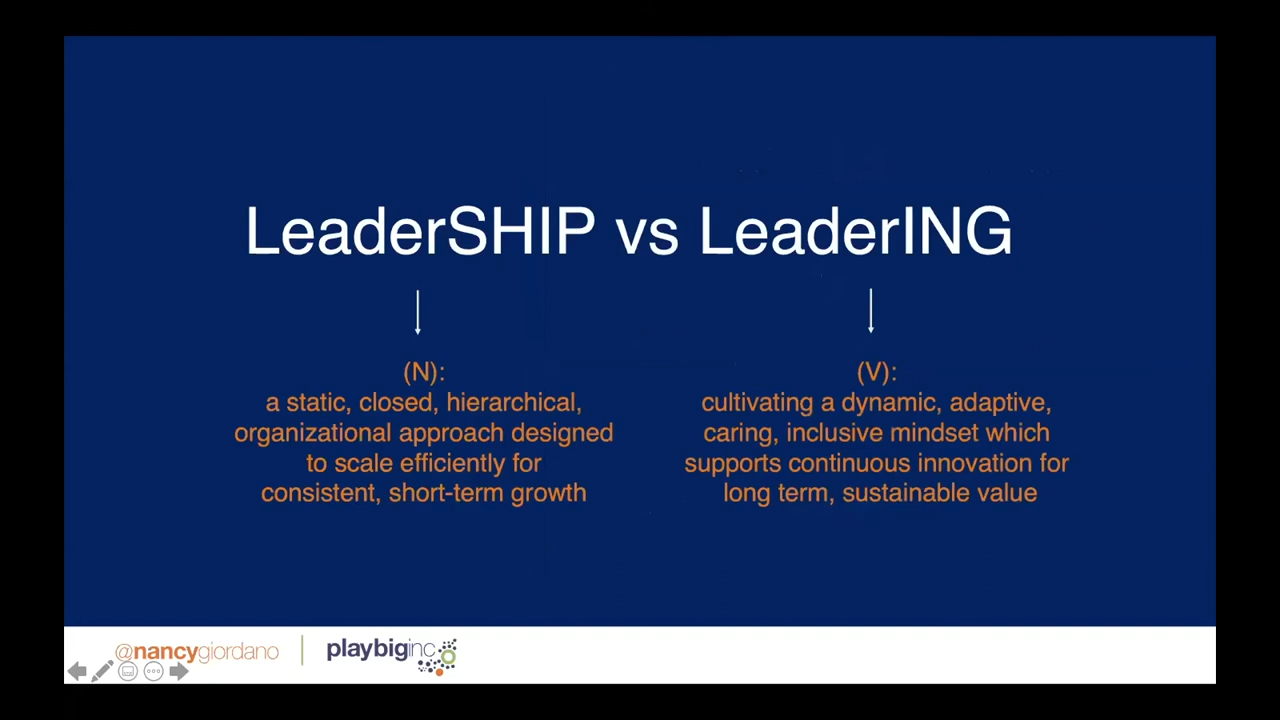 LeaderSHIP vs LeaderING
(N):
a static, closed, hierarchical,
organizational approach designed
to scale efficiently for
consistent, short-term growth
(V):
cultivating a dynamic, adaptive,
caring, inclusive mindset which
supports continuous innovation for
long term, sustainable value
@nancygiordano
playbiginc